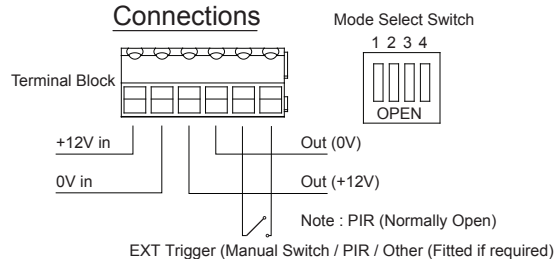 Connections
Mode Select Switch
1 2 3 4
Terminal Block
OPEN
+12V in
Out (0V)
0V in
Out (+12V)
Note : PIR (Normally Open)
EXT Trigger (Manual Switch / PIR / Other (Fitted if required)